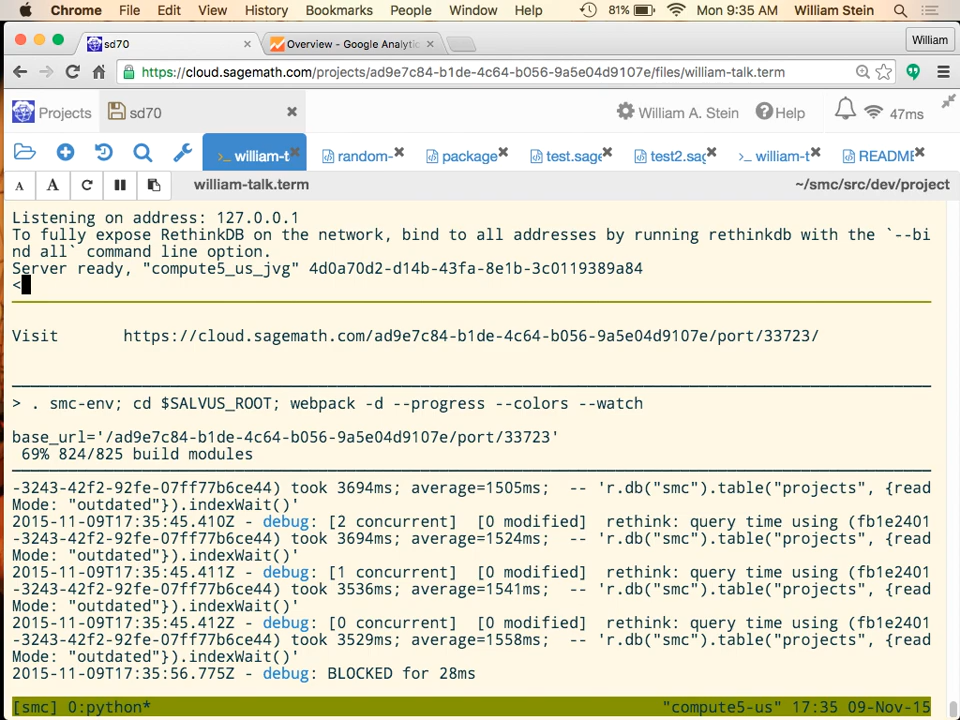 Chrome File Edit View History Bookmarks People Window Help 81% Mon 9:35 AM William Stein
sd70 Overview - Google Analytic William
https://cloud.sagemath.com/projects/ad9e7c84-b1de-4c64-b056-9a5e04d9107e/files/william-talk.term
Projects sd70 William A. Stein Help 47ms
william-t random- package test.sage test2.sag william-t README
A A william-talk.term ~/smc/src/dev/project
Listening on address: 127.0.0.1
To fully expose RethinkDB on the network, bind to all addresses by running rethinkdb with the `--bi
nd all` command line option.
Server ready, "compute5_us_jvg" 4d0a70d2-d14b-43fa-8e1b-3c0119389a84
<
Visit https://cloud.sagemath.com/ad9e7c84-b1de-4c64-b056-9a5e04d9107e/port/33723/
> . smc-env; cd $SALVUS_ROOT; webpack -d --progress --colors --watch
base_url='/ad9e7c84-b1de-4c64-b056-9a5e04d9107e/port/33723'
69% 824/825 build modules
-3243-42f2-92fe-07ff77b6ce44) took 3694ms; average=1505ms; -- 'r.db("smc").table("projects", {read
Mode: "outdated"}).indexWait()'
2015-11-09T17:35:45.410Z - debug: [2 concurrent] [0 modified] rethink: query time using (fb1e2401
-3243-42f2-92fe-07ff77b6ce44) took 3694ms; average=1524ms; -- 'r.db("smc").table("projects", {read
Mode: "outdated"}).indexWait()'
2015-11-09T17:35:45.411Z - debug: [1 concurrent] [0 modified] rethink: query time using (fb1e2401
-3243-42f2-92fe-07ff77b6ce44) took 3536ms; average=1541ms; -- 'r.db("smc").table("projects", {read
Mode: "outdated"}).indexWait()'
2015-11-09T17:35:45.412Z - debug: [0 concurrent] [0 modified] rethink: query time using (fb1e2401
-3243-42f2-92fe-07ff77b6ce44) took 3529ms; average=1558ms; -- 'r.db("smc").table("projects", {read
Mode: "outdated"}).indexWait()'
2015-11-09T17:35:56.775Z - debug: BLOCKED for 28ms
[smc] 0:python* "compute5-us" 17:35 09-Nov-15